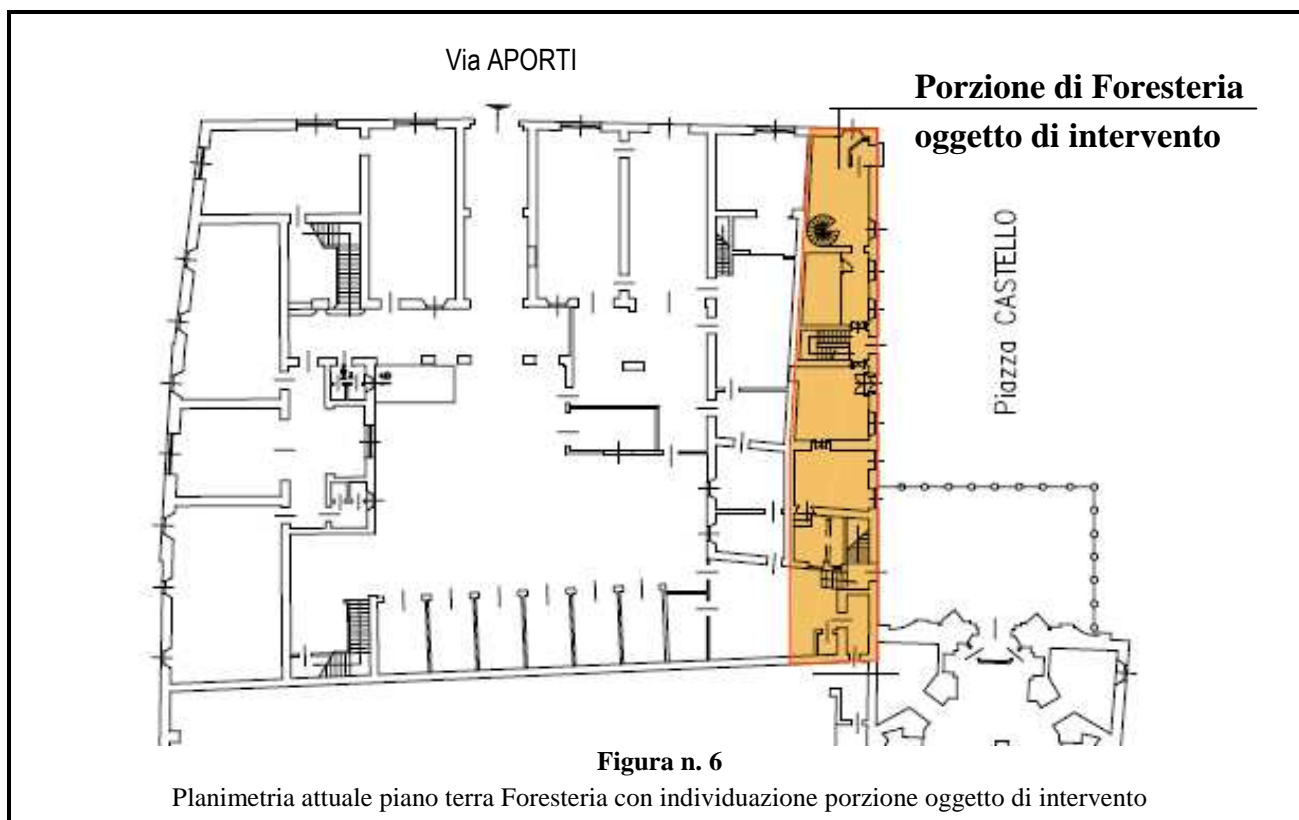 Via APORTI
Porzione di Foresteria
oggetto di intervento
Piazza CASTELLO
Figura n. 6
Planimetria attuale piano terra Foresteria con individuazione porzione oggetto di intervento